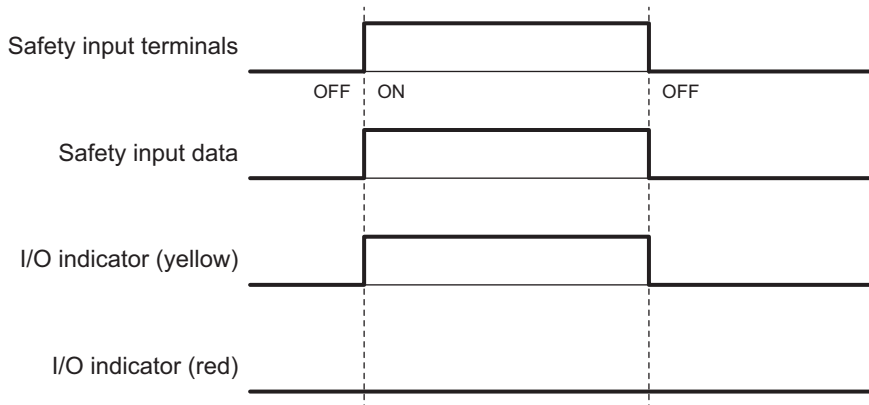 Safety input terminals
OFF ON OFF
Safety input data
I/O indicator (yellow)
I/O indicator (red)